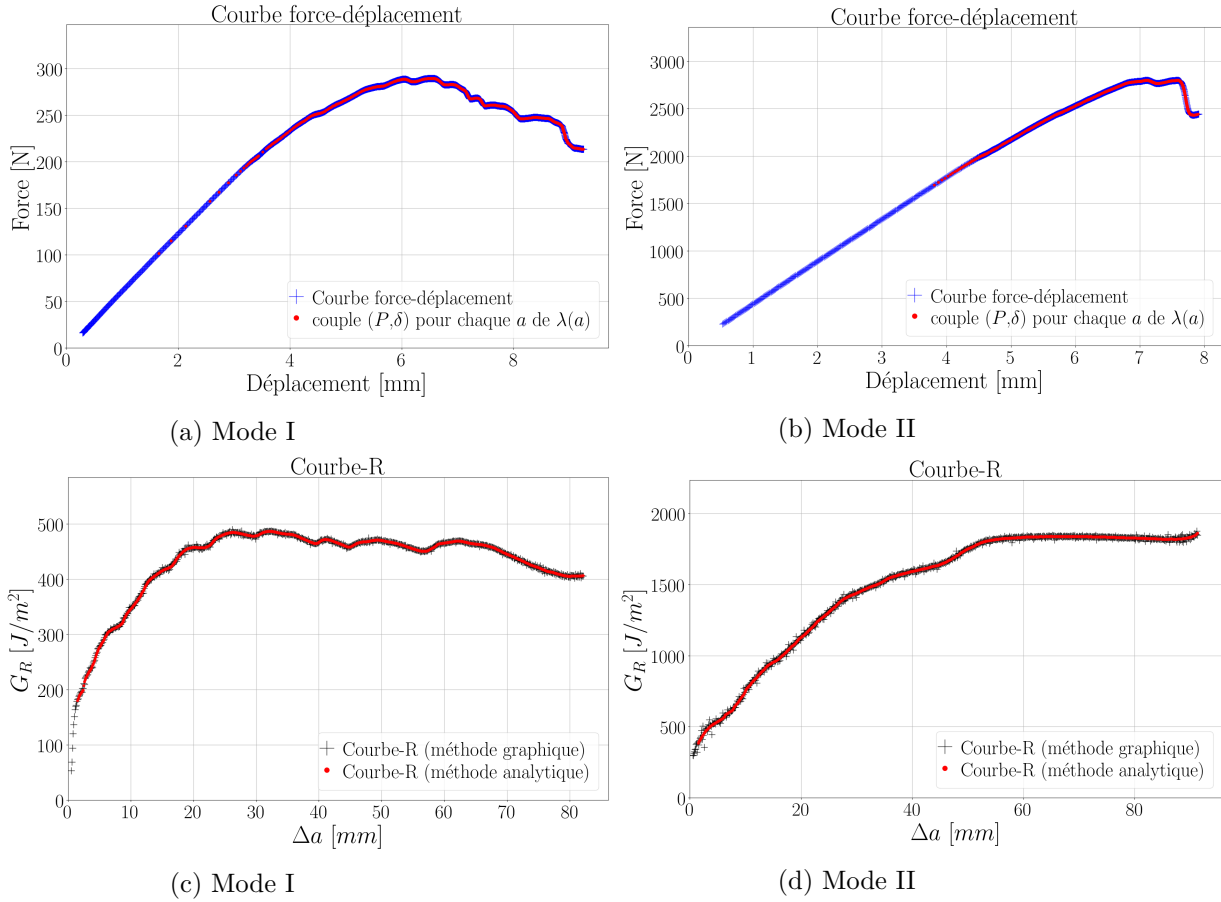 Courbe force-déplacement
300
250
200
150
100
50
0
Force [N]
0 2 4 6 8
Déplacement [mm]
Courbe force-déplacement
couple (P,δ) pour chaque a de λ(a)
(a) Mode I
Courbe force-déplacement
3000
2500
2000
1500
1000
500
0
Force [N]
0 1 2 3 4 5 6 7 8
Déplacement [mm]
Courbe force-déplacement
couple (P,δ) pour chaque a de λ(a)
(b) Mode II
Courbe-R
500
400
300
200
100
0
G_R [J/m²]
0 10 20 30 40 50 60 70 80
Δa [mm]
Courbe-R (méthode graphique)
Courbe-R (méthode analytique)
(c) Mode I
Courbe-R
2000
1500
1000
500
0
G_R [J/m²]
0 20 40 60 80
Δa [mm]
Courbe-R (méthode graphique)
Courbe-R (méthode analytique)
(d) Mode II